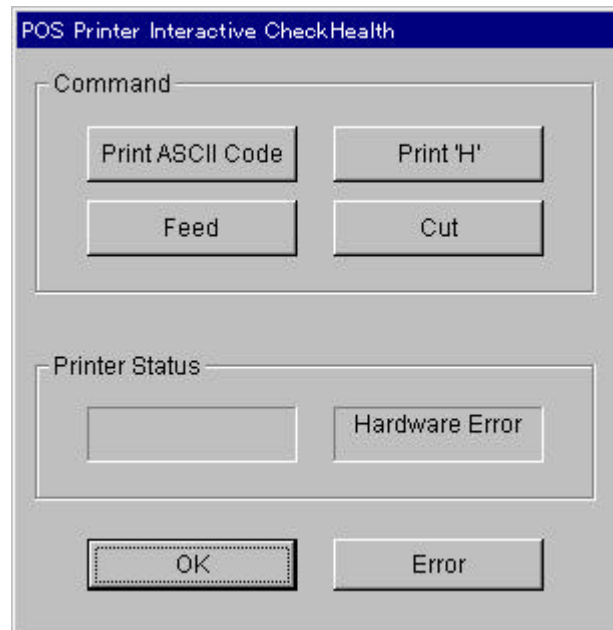 POS Printer Interactive CheckHealth
Command
Print ASCII Code
Print 'H'
Feed
Cut
Printer Status
Hardware Error
OK
Error